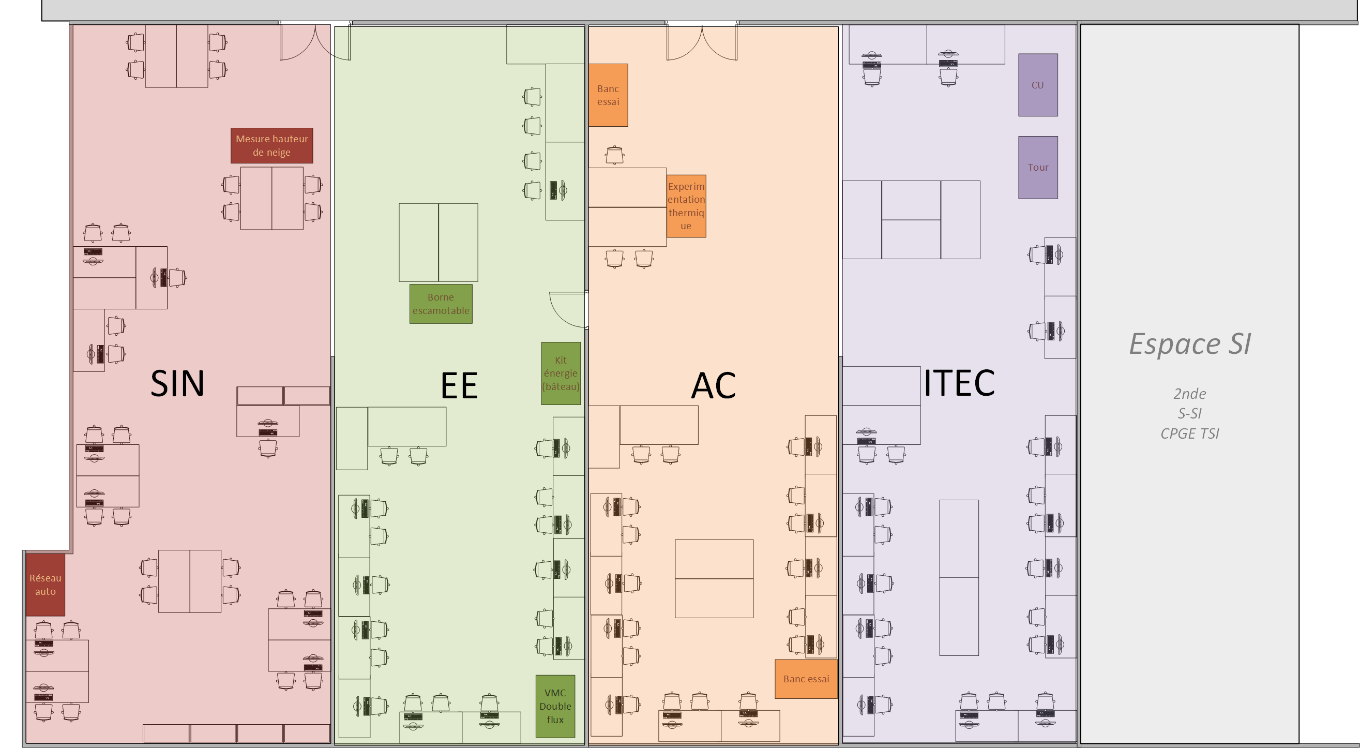 Mesure hauteur
de neige
SIN
Réseau
auto
Borne
escamotable
Kit
énergie
(bâteau)
EE
VMC
Double
flux
Banc
essai
Experim
entation
thermiq
ue
AC
Banc essai
CU
Tour
ITEC
Espace SI
2nde
S-SI
CPGE TSI